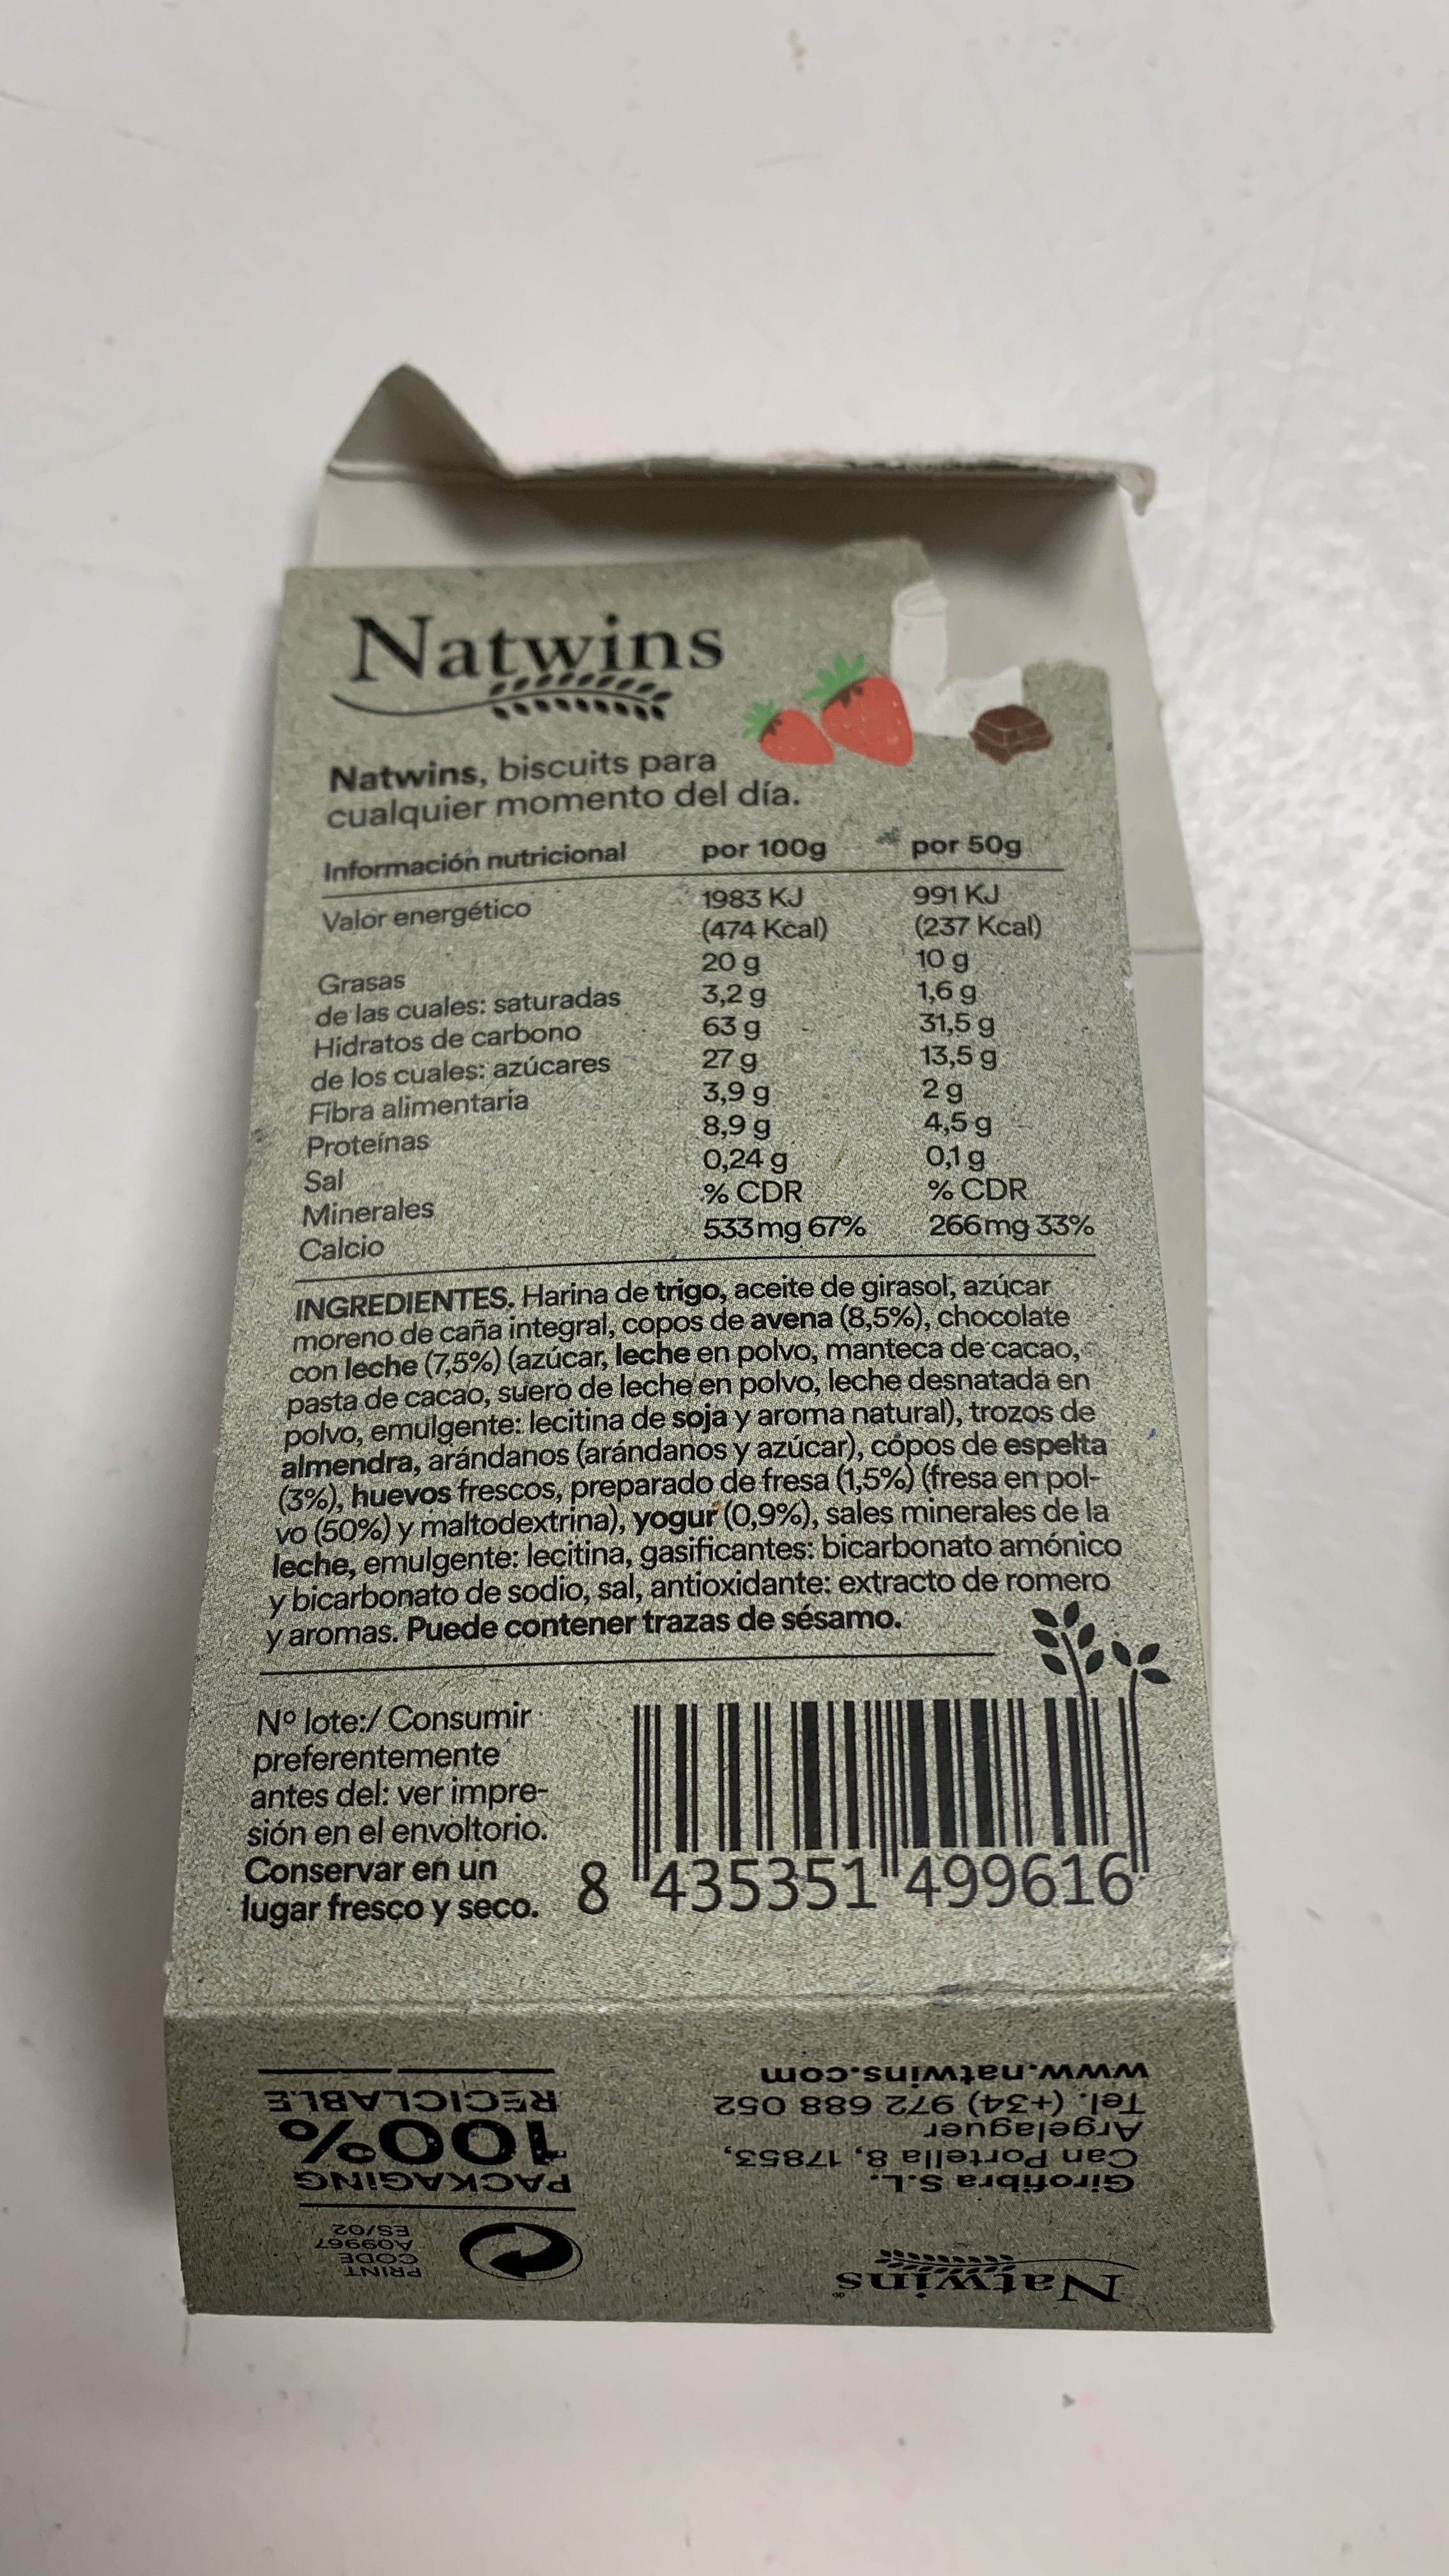 Natwins
Natwins, biscuits para
cualquier momento del día.
Información nutricional por 100g por 50g
Valor energético 1983 KJ 991 KJ
(474 Kcal) (237 Kcal)
Grasas 20 g 10 g
de las cuales: saturadas 3,2 g 1,6 g
Hidratos de carbono 63 g 31,5 g
de los cuales: azúcares 27 g 13,5 g
Fibra alimentaria 3,9 g 2 g
Proteínas 8,9 g 4,5 g
Sal 0,24 g 0,1 g
Minerales % CDR % CDR
Calcio 533mg 67% 266mg 33%
INGREDIENTES. Harina de trigo, aceite de girasol, azúcar
moreno de caña integral, copos de avena (8,5%), chocolate
con leche (7,5%) (azúcar, leche en polvo, manteca de cacao,
pasta de cacao, suero de leche en polvo, leche desnatada en
polvo, emulgente: lecitina de soja y aroma natural), trozos de
almendra, arándanos (arándanos y azúcar), copos de espelta
(3%), huevos frescos, preparado de fresa (1,5%) (fresa en pol-
vo (50%) y maltodextrina), yogur (0,9%), sales minerales de la
leche, emulgente: lecitina, gasificantes: bicarbonato amónico
y bicarbonato de sodio, sal, antioxidante: extracto de romero
y aromas. Puede contener trazas de sésamo.
Nº lote:/ Consumir
preferentemente
antes del: ver impre-
sión en el envoltorio.
Conservar en un
lugar fresco y seco.
8 435351 499616
Natwins
Girofibra S.L.
Can Portella 8, 17853,
Argelaguer
Tel. (+34) 972 688 052
www.natwins.com
PRINT
CODE
A09967
ES/02
PACKAGING
100%
RECICLABLE